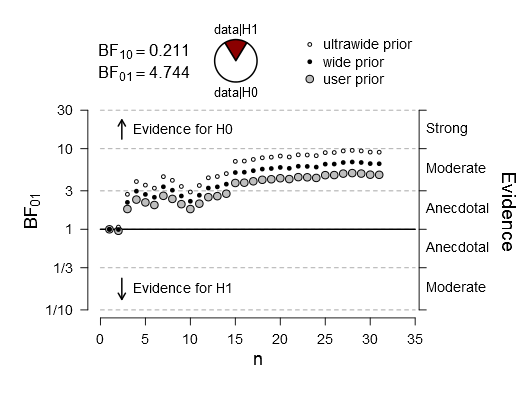 data|H1
BF10 = 0.211
BF01 = 4.744
data|H0
ultrawide prior
wide prior
user prior
30
10
3
1
1/3
1/10
BF01
Evidence for H0
Evidence for H1
Strong
Moderate
Anecdotal
Anecdotal
Moderate
Evidence
0 5 10 15 20 25 30 35
n